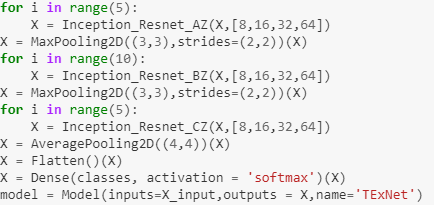 for i in range(5):
    X = Inception_Resnet_AZ(X,[8,16,32,64])
X = MaxPooling2D((3,3),strides=(2,2))(X)
for i in range(10):
    X = Inception_Resnet_BZ(X,[8,16,32,64])
X = MaxPooling2D((3,3),strides=(2,2))(X)
for i in range(5):
    X = Inception_Resnet_CZ(X,[8,16,32,64])
X = AveragePooling2D((4,4))(X)
X = Flatten()(X)
X = Dense(classes, activation = 'softmax')(X)
model = Model(inputs=X_input,outputs = X,name='TExNet')